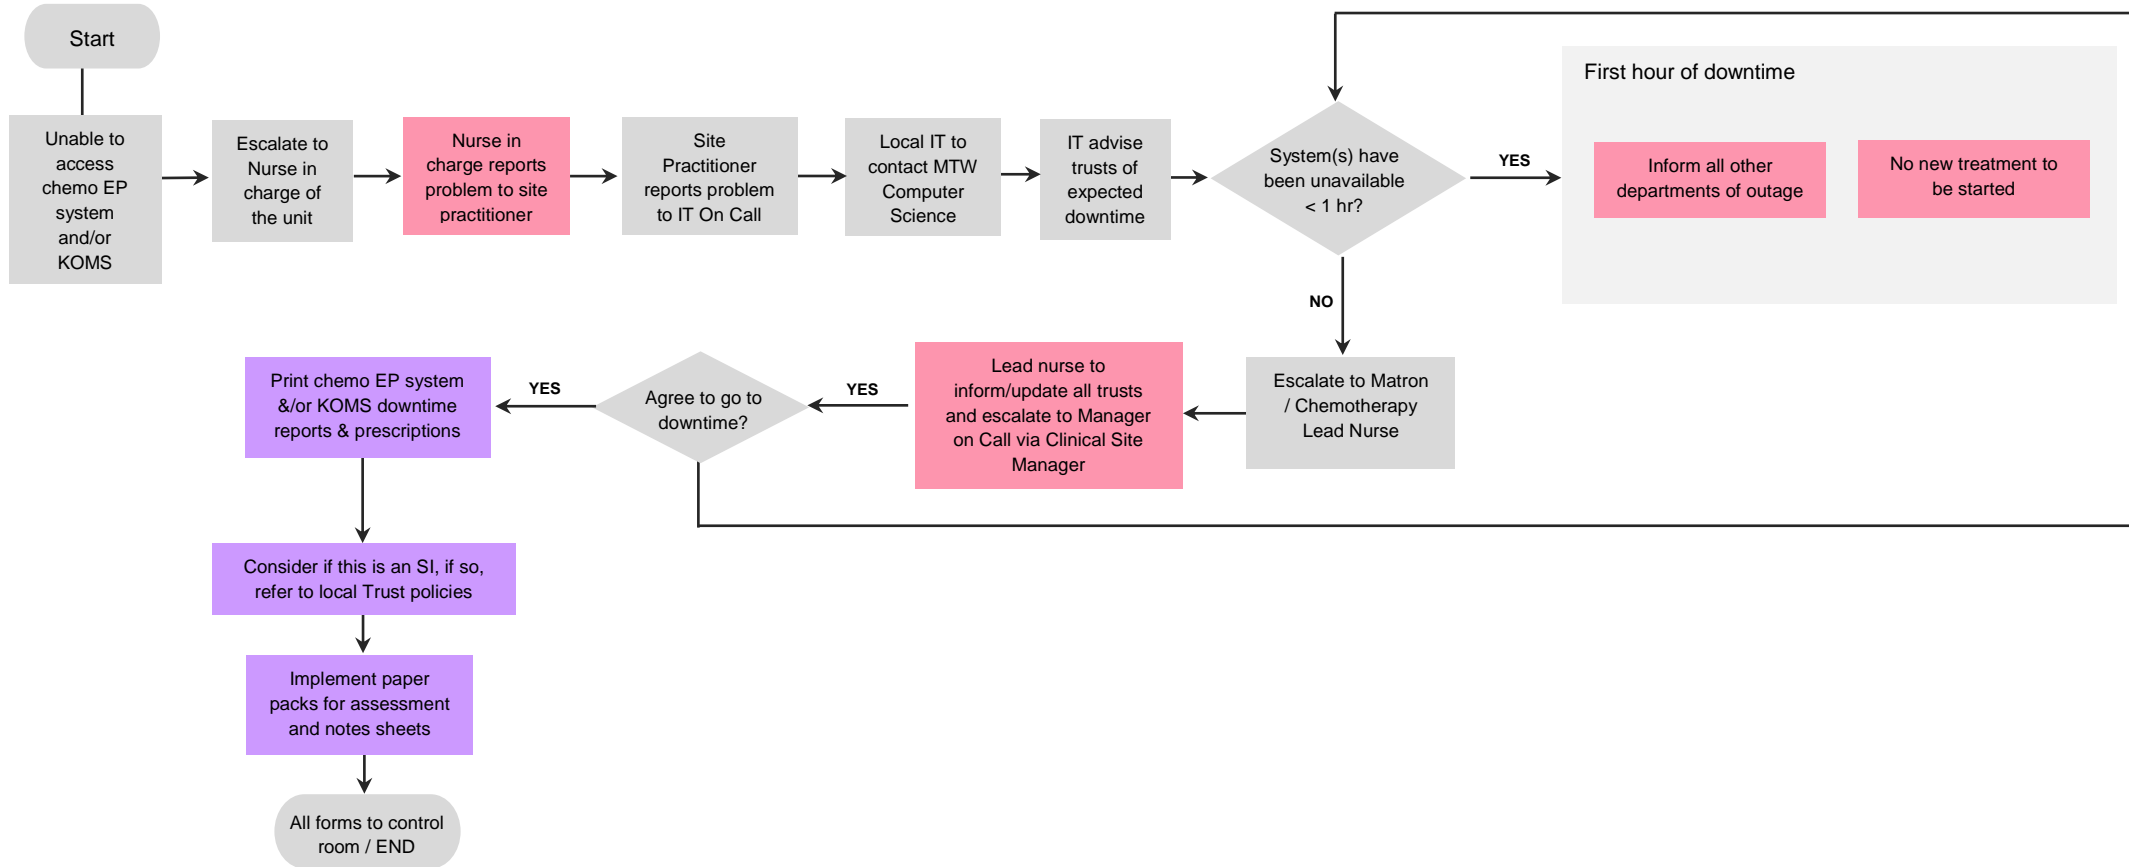 Start
Unable to
access
chemo EP
system
and/or
KOMS
Escalate to
Nurse in
charge of
the unit
Nurse in
charge reports
problem to site
practitioner
Site
Practitioner
reports problem
to IT On Call
Local IT to
contact MTW
Computer
Science
IT advise
trusts of
expected
downtime
System(s) have
been unavailable
< 1 hr?
YES
First hour of downtime
Inform all other
departments of outage
No new treatment to
be started
NO
Escalate to Matron
/ Chemotherapy
Lead Nurse
Lead nurse to
inform/update all trusts
and escalate to Manager
on Call via Clinical Site
Manager
YES
Agree to go to
downtime?
YES
Print chemo EP system
&/or KOMS downtime
reports & prescriptions
Consider if this is an SI, if so,
refer to local Trust policies
Implement paper
packs for assessment
and notes sheets
All forms to control
room / END